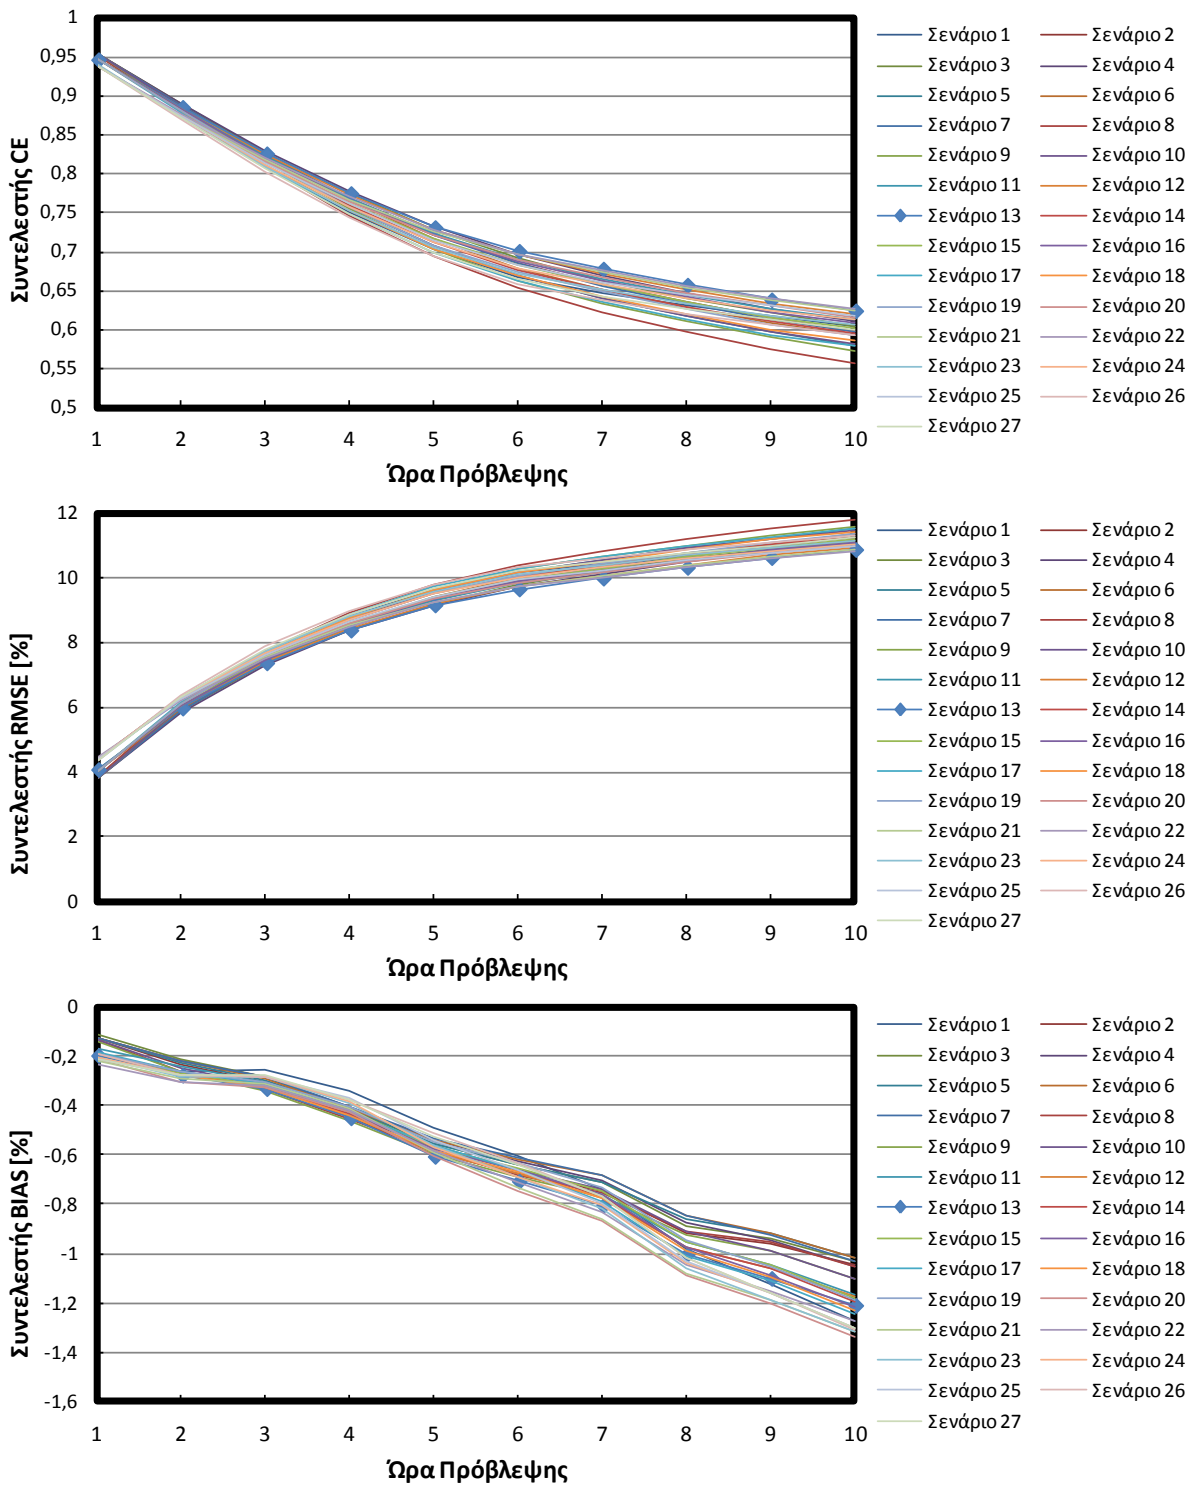 Συντελεστής CE
1
0,95
0,9
0,85
0,8
0,75
0,7
0,65
0,6
0,55
0,5
1 2 3 4 5 6 7 8 9 10
Ώρα Πρόβλεψης
Σενάριο 1 Σενάριο 2
Σενάριο 3 Σενάριο 4
Σενάριο 5 Σενάριο 6
Σενάριο 7 Σενάριο 8
Σενάριο 9 Σενάριο 10
Σενάριο 11 Σενάριο 12
Σενάριο 13 Σενάριο 14
Σενάριο 15 Σενάριο 16
Σενάριο 17 Σενάριο 18
Σενάριο 19 Σενάριο 20
Σενάριο 21 Σενάριο 22
Σενάριο 23 Σενάριο 24
Σενάριο 25 Σενάριο 26
Σενάριο 27
Συντελεστής RMSE [%]
12
10
8
6
4
2
0
1 2 3 4 5 6 7 8 9 10
Ώρα Πρόβλεψης
Σενάριο 1 Σενάριο 2
Σενάριο 3 Σενάριο 4
Σενάριο 5 Σενάριο 6
Σενάριο 7 Σενάριο 8
Σενάριο 9 Σενάριο 10
Σενάριο 11 Σενάριο 12
Σενάριο 13 Σενάριο 14
Σενάριο 15 Σενάριο 16
Σενάριο 17 Σενάριο 18
Σενάριο 19 Σενάριο 20
Σενάριο 21 Σενάριο 22
Σενάριο 23 Σενάριο 24
Σενάριο 25 Σενάριο 26
Σενάριο 27
Συντελεστής BIAS [%]
0
-0,2
-0,4
-0,6
-0,8
-1
-1,2
-1,4
-1,6
1 2 3 4 5 6 7 8 9 10
Ώρα Πρόβλεψης
Σενάριο 1 Σενάριο 2
Σενάριο 3 Σενάριο 4
Σενάριο 5 Σενάριο 6
Σενάριο 7 Σενάριο 8
Σενάριο 9 Σενάριο 10
Σενάριο 11 Σενάριο 12
Σενάριο 13 Σενάριο 14
Σενάριο 15 Σενάριο 16
Σενάριο 17 Σενάριο 18
Σενάριο 19 Σενάριο 20
Σενάριο 21 Σενάριο 22
Σενάριο 23 Σενάριο 24
Σενάριο 25 Σενάριο 26
Σενάριο 27